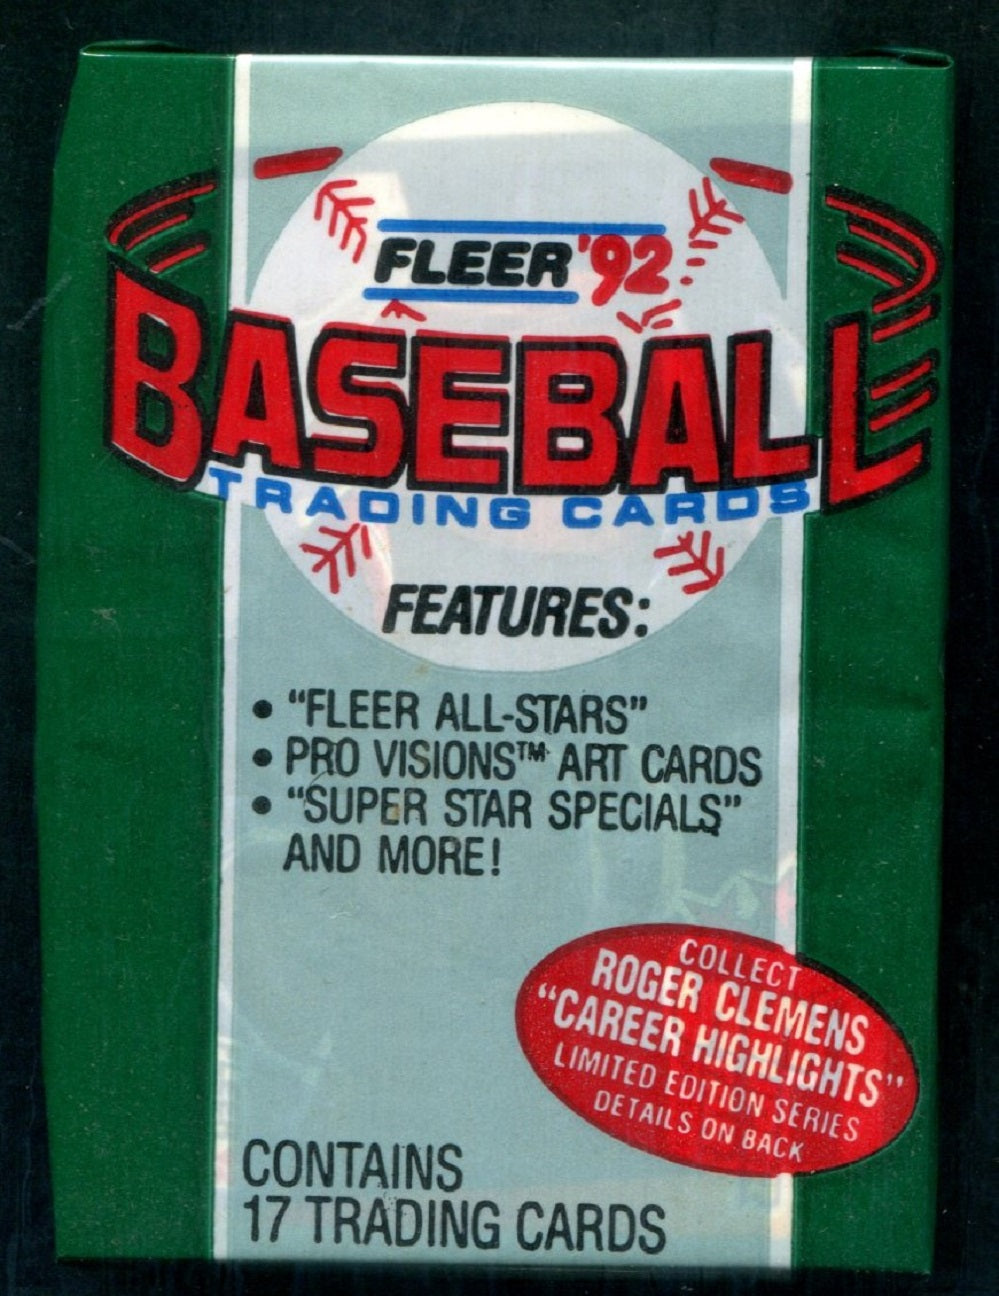 FLEER '92
BASEBALL
TRADING CARDS
FEATURES:
• "FLEER ALL-STARS"
• PRO VISIONS™ ART CARDS
• "SUPER STAR SPECIALS"
AND MORE!
COLLECT
ROGER CLEMENS
"CAREER HIGHLIGHTS"
LIMITED EDITION SERIES
DETAILS ON BACK
CONTAINS
17 TRADING CARDS